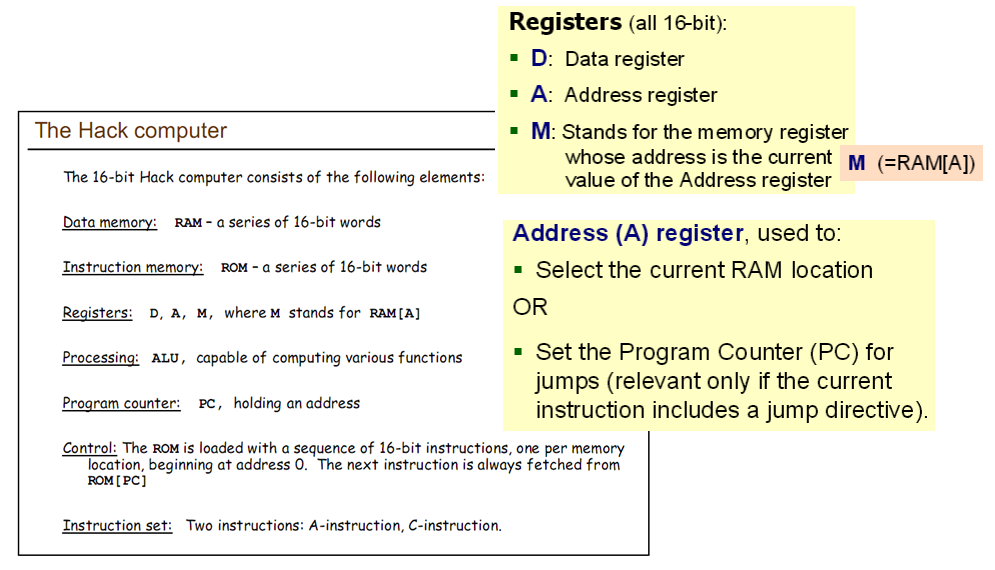 Registers (all 16-bit):
▪ D: Data register
▪ A: Address register
▪ M: Stands for the memory register
whose address is the current
value of the Address register
M (=RAM[A])
The Hack computer
The 16-bit Hack computer consists of the following elements:
Data memory: RAM – a series of 16-bit words
Instruction memory: ROM – a series of 16-bit words
Registers: D, A, M, where M stands for RAM[A]
Processing: ALU, capable of computing various functions
Program counter: PC, holding an address
Control: The ROM is loaded with a sequence of 16-bit instructions, one per memory
location, beginning at address 0. The next instruction is always fetched from
ROM[PC]
Instruction set: Two instructions: A-instruction, C-instruction.
Address (A) register, used to:
▪ Select the current RAM location
OR
▪ Set the Program Counter (PC) for
jumps (relevant only if the current
instruction includes a jump directive).